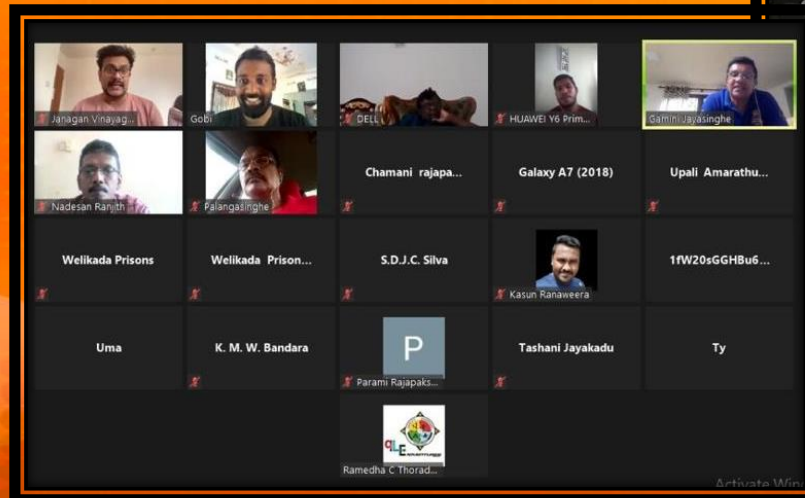 Janagan Vinayag...
Gobi
DELL
HUAWEI Y6 Prim...
Gamini Jayasinghe
Nadesan Ranjith
Palangasinghe
Chamani rajapa...
Galaxy A7 (2018)
Upali Amarathu...
Welikada Prisons
Welikada Prison...
S.D.J.C. Silva
Kasun Ranaweera
1fW20sGGHBu6...
Uma
K. M. W. Bandara
P
Parami Rajapaks...
Tashani Jayakadu
Ty
Ramedha C Thorad...
Activate Win